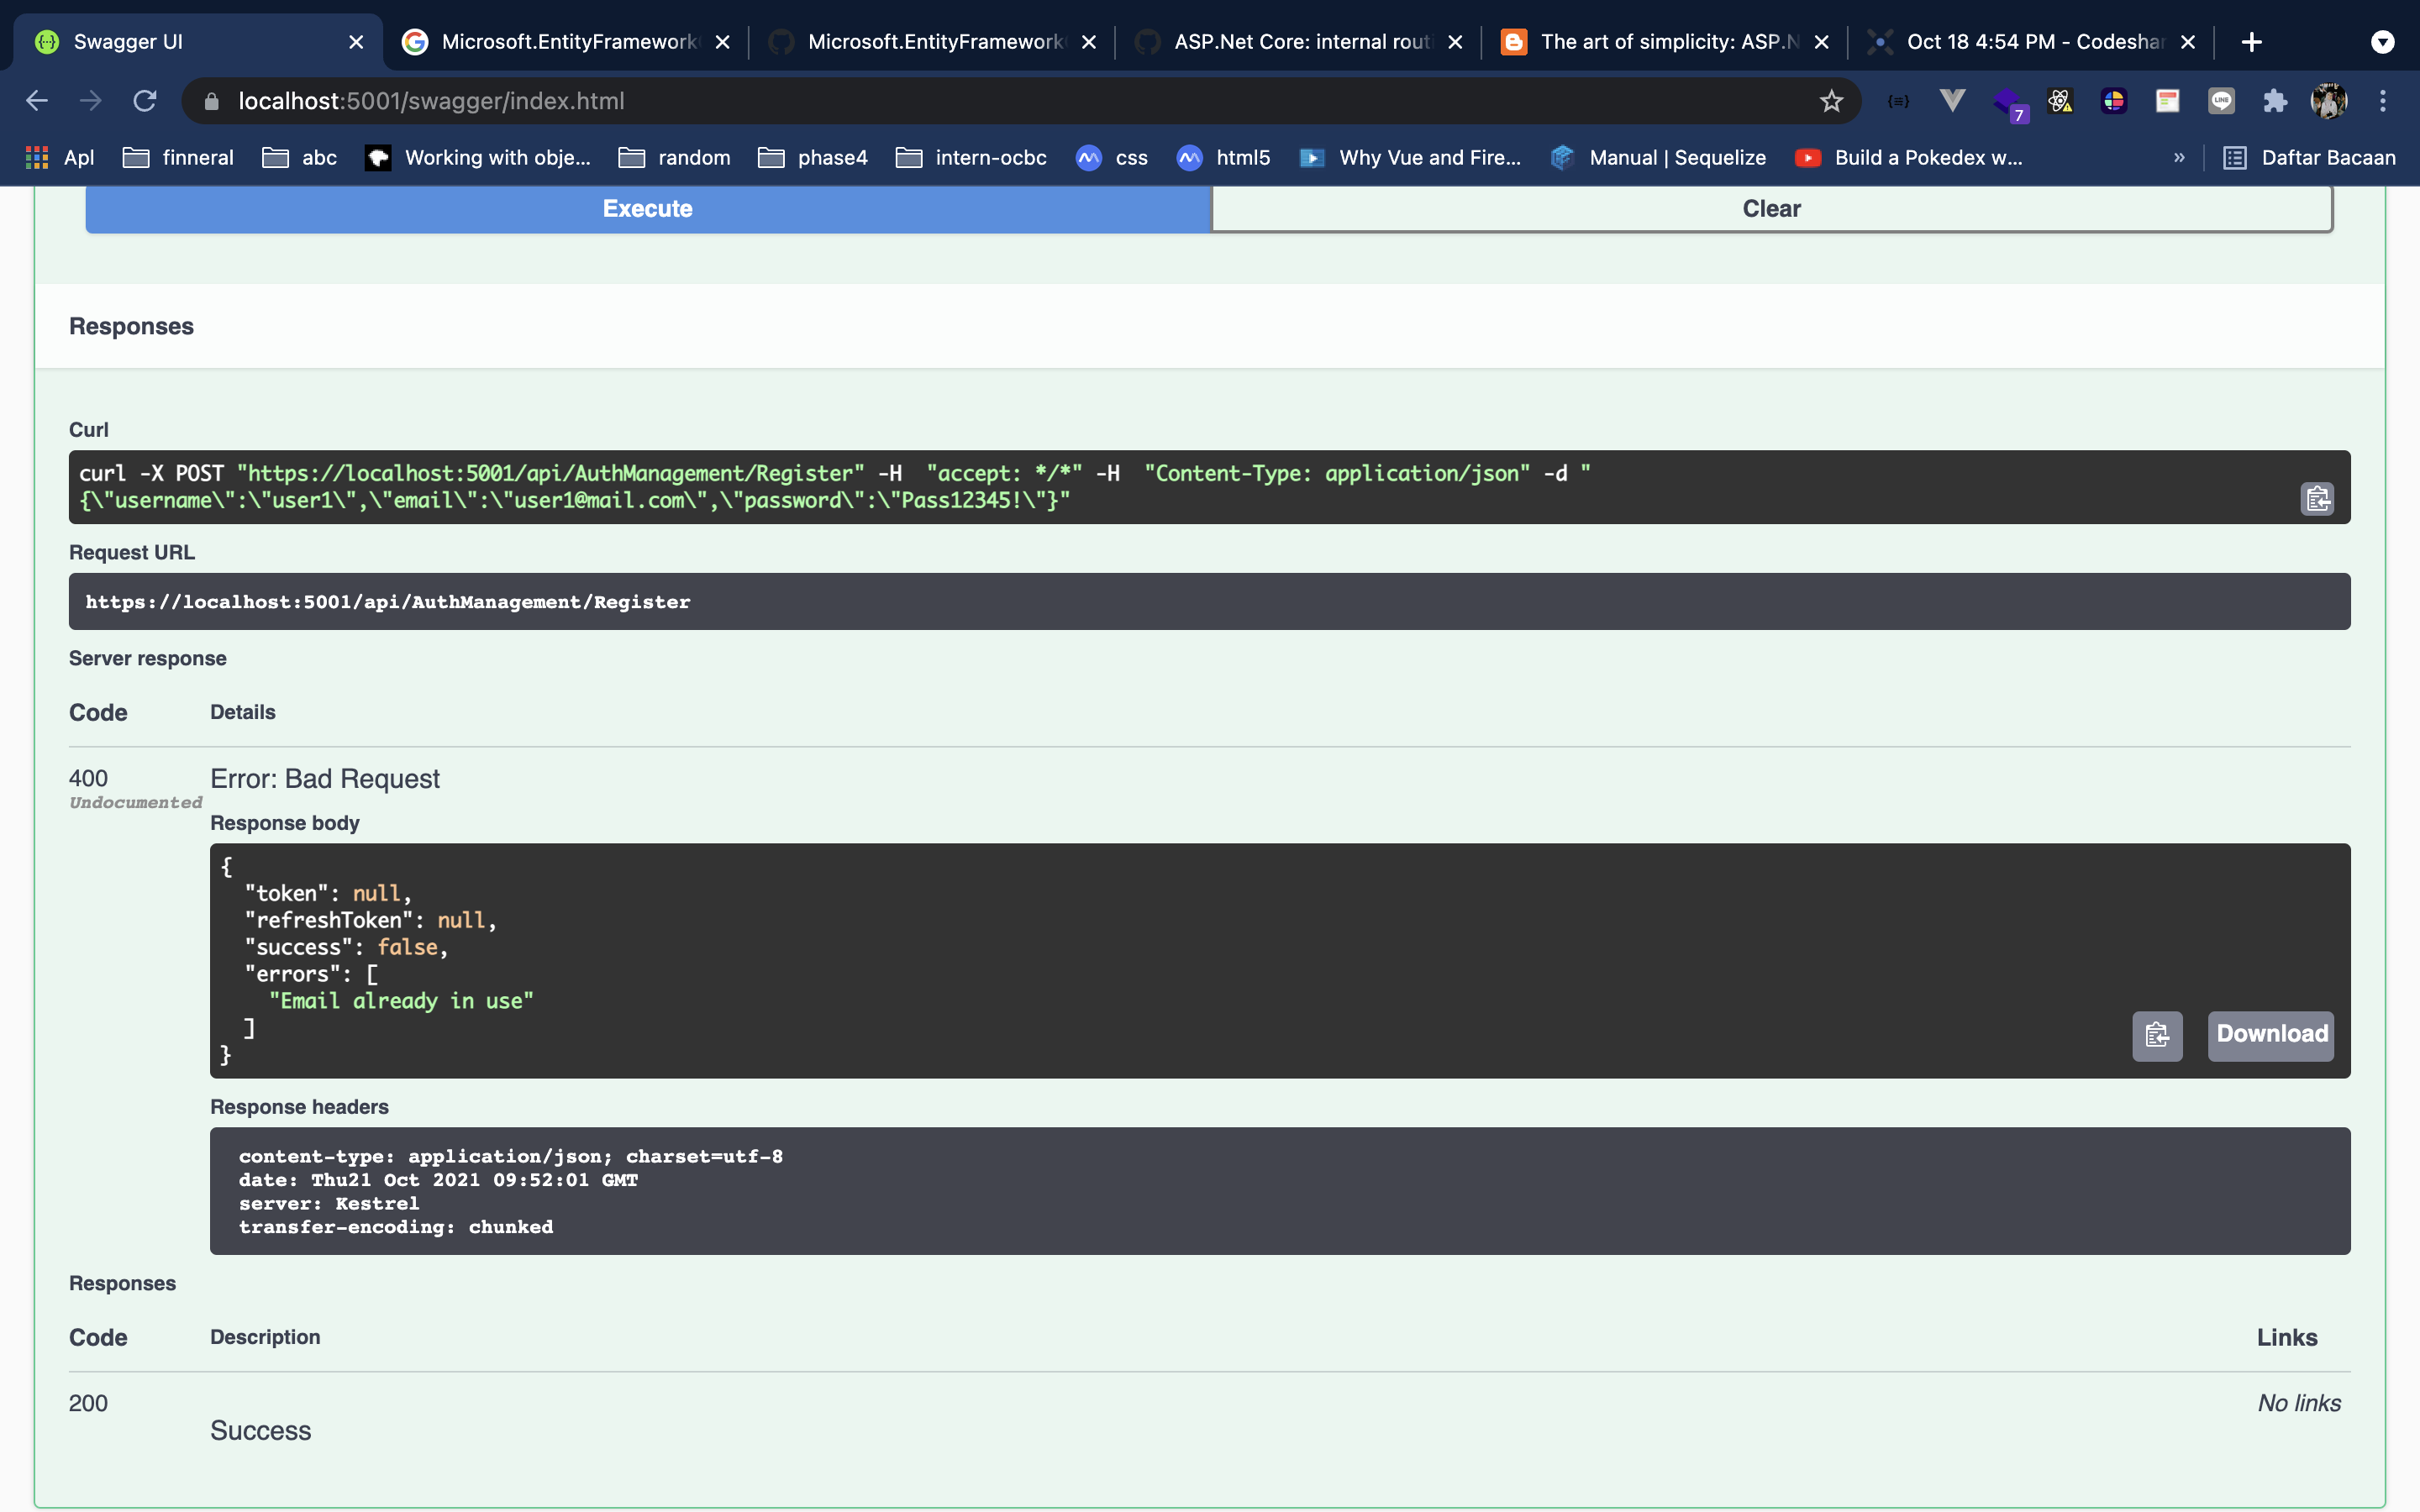 Swagger UI
Microsoft.EntityFramework
Microsoft.EntityFramework
ASP.Net Core: internal rout
The art of simplicity: ASP.N
Oct 18 4:54 PM - Codeshar
localhost:5001/swagger/index.html
7
LINE
Apl
finneral
abc
Working with obje...
random
phase4
intern-ocbc
css
html5
Why Vue and Fire...
Manual | Sequelize
Build a Pokedex w...
»
Daftar Bacaan
Execute
Clear
Responses
Curl
curl -X POST "https://localhost:5001/api/AuthManagement/Register" -H  "accept: */*" -H  "Content-Type: application/json" -d "
{\"username\":\"user1\",\"email\":\"user1@mail.com\",\"password\":\"Pass12345!\"}"
Request URL
https://localhost:5001/api/AuthManagement/Register
Server response
Code
Details
400
Undocumented
Error: Bad Request
Response body
{
  "token": null,
  "refreshToken": null,
  "success": false,
  "errors": [
    "Email already in use"
  ]
}
Download
Response headers
content-type: application/json; charset=utf-8
date: Thu21 Oct 2021 09:52:01 GMT
server: Kestrel
transfer-encoding: chunked
Responses
Code
Description
Links
200
Success
No links